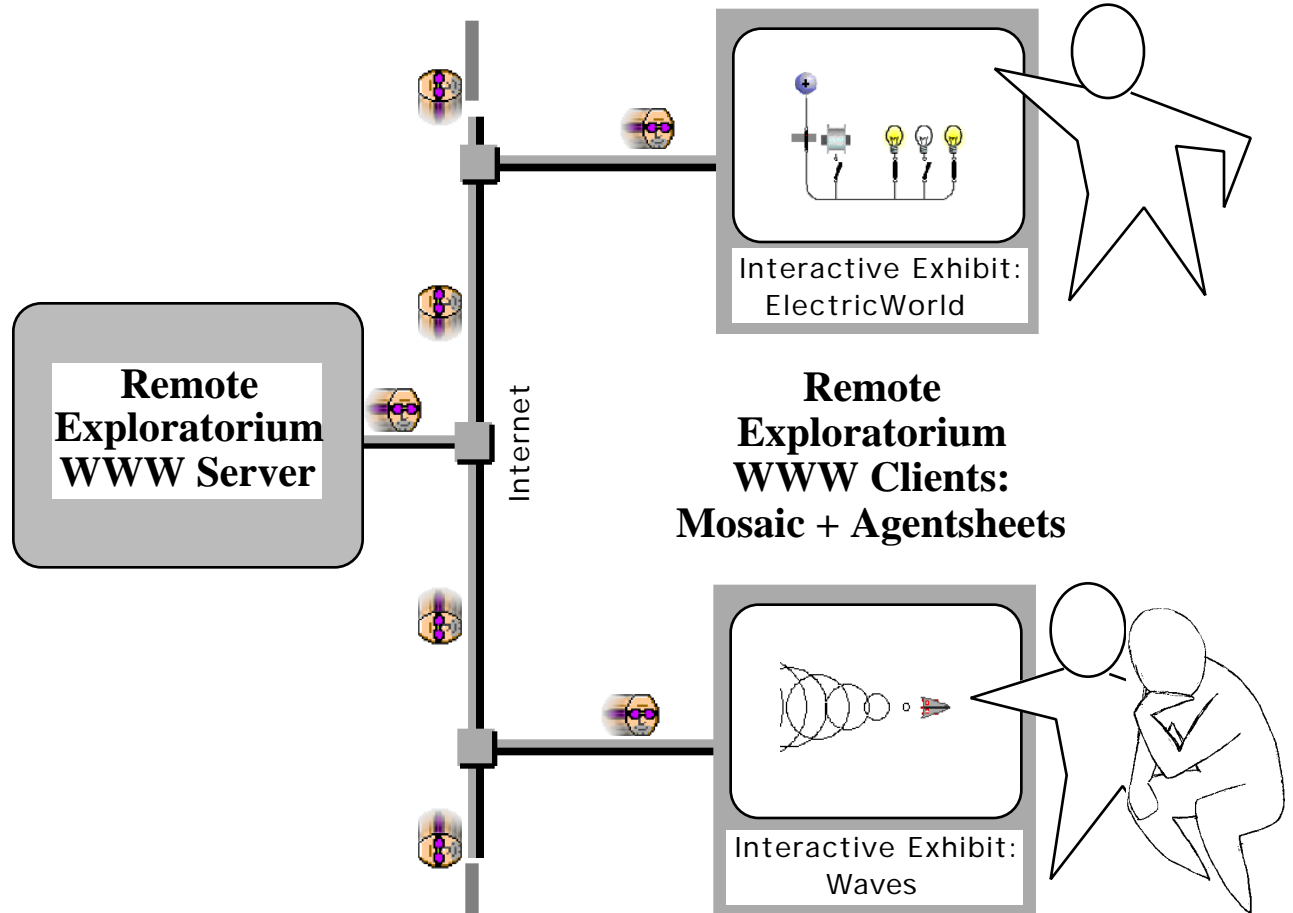 Interactive Exhibit:
ElectricWorld
Remote
Exploratorium
WWW Server
Internet
Remote
Exploratorium
WWW Clients:
Mosaic + Agentsheets
Interactive Exhibit:
Waves